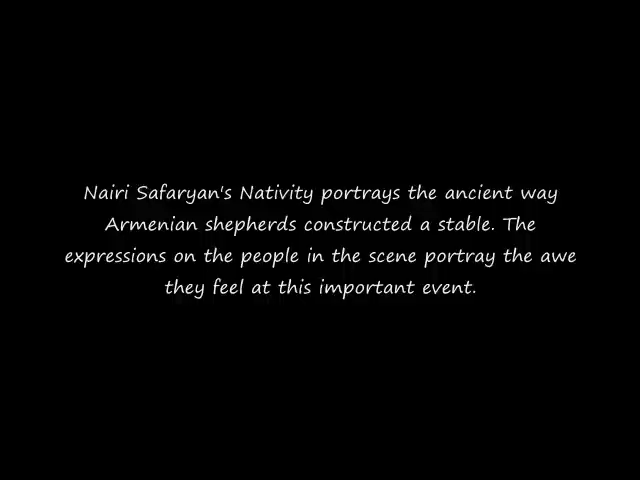 Nairi Safaryan's Nativity portrays the ancient way
Armenian shepherds constructed a stable. The
expressions on the people in the scene portray the awe
they feel at this important event.